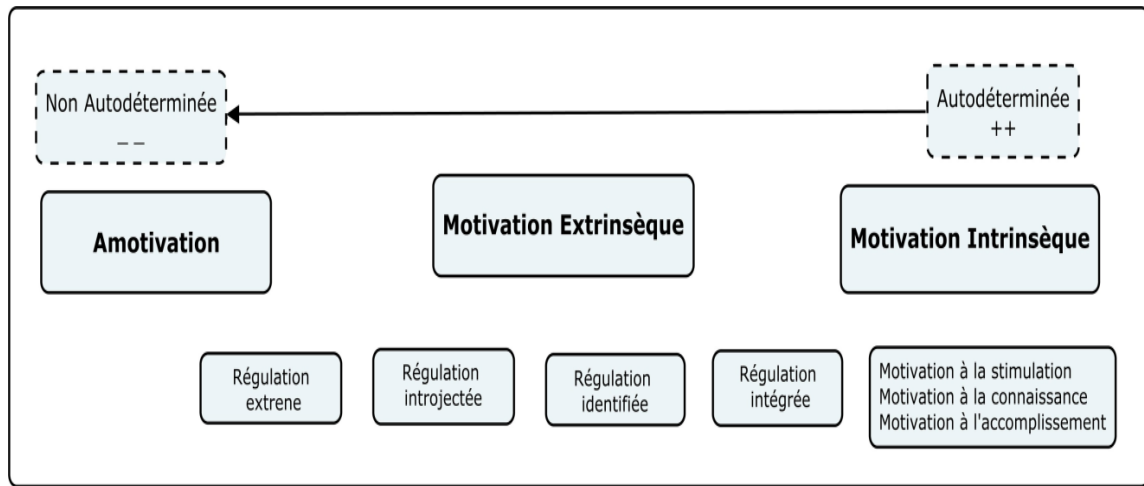 Non Autodéterminée
_ _
Autodéterminée
++
Amotivation
Motivation Extrinsèque
Motivation Intrinsèque
Régulation
extrene
Régulation
introjectée
Régulation
identifiée
Régulation
intégrée
Motivation à la stimulation
Motivation à la connaissance
Motivation à l'accomplissement